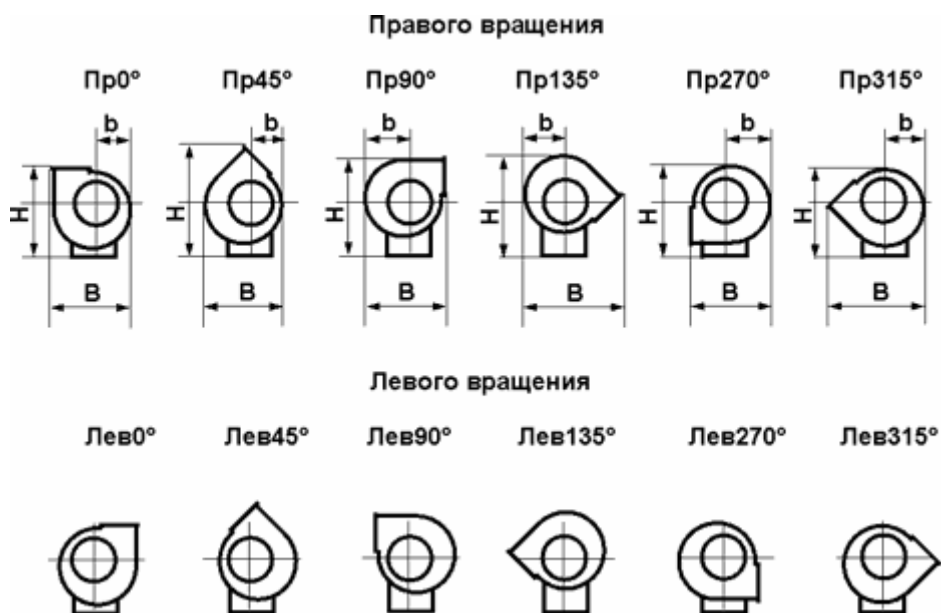 Правого вращения
Пр0° Пр45° Пр90° Пр135° Пр270° Пр315°
b b b b b b
H H H H H H
B B B B B B
Левого вращения
Лев0° Лев45° Лев90° Лев135° Лев270° Лев315°